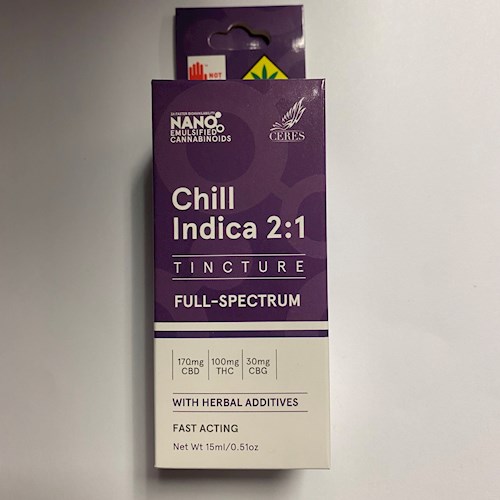 NOT
NANO
EMULSIFIED
CANNABINOIDS
CERES
Chill
Indica 2:1
TINCTURE
FULL-SPECTRUM
170mg CBD
100mg THC
30mg CBG
WITH HERBAL ADDITIVES
FAST ACTING
Net Wt 15ml/0.51oz